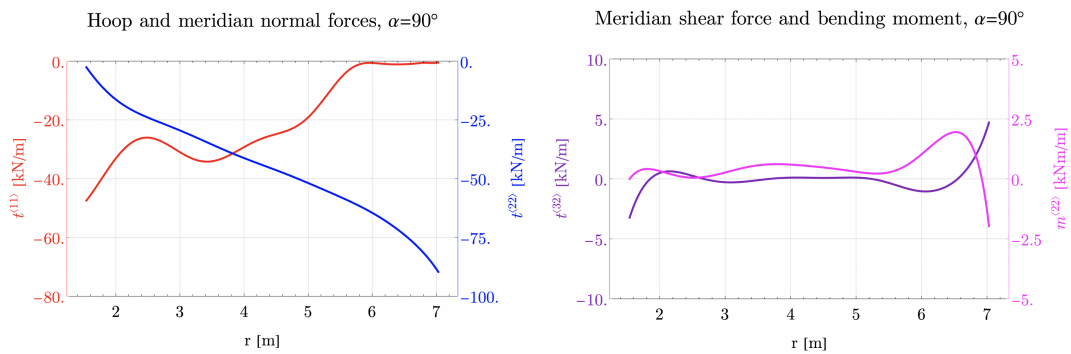 Hoop and meridian normal forces, α=90°
0.
−20.
−40.
−60.
−80.
t⟨11⟩ [kN/m]
0.
−25.
−50.
−75.
−100.
t⟨22⟩ [kN/m]
2 3 4 5 6 7
r [m]
Meridian shear force and bending moment, α=90°
10.
5.
0.
−5.
−10.
t⟨32⟩ [kN/m]
5.
2.5
0.
−2.5
−5.
m⟨22⟩ [kNm/m]
2 3 4 5 6 7
r [m]